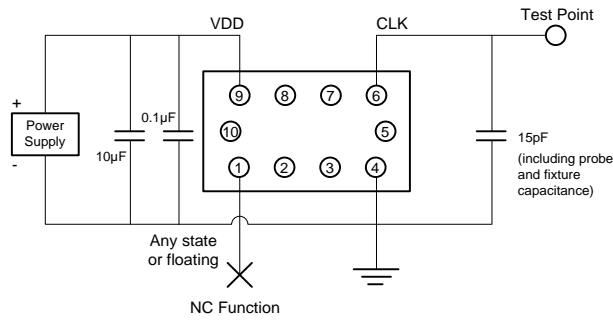 VDD
CLK
Test Point
+
Power
Supply
-
10µF
0.1µF
9
8
7
6
10
5
1
2
3
4
15pF
(including probe
and fixture
capacitance)
Any state
or floating
NC Function